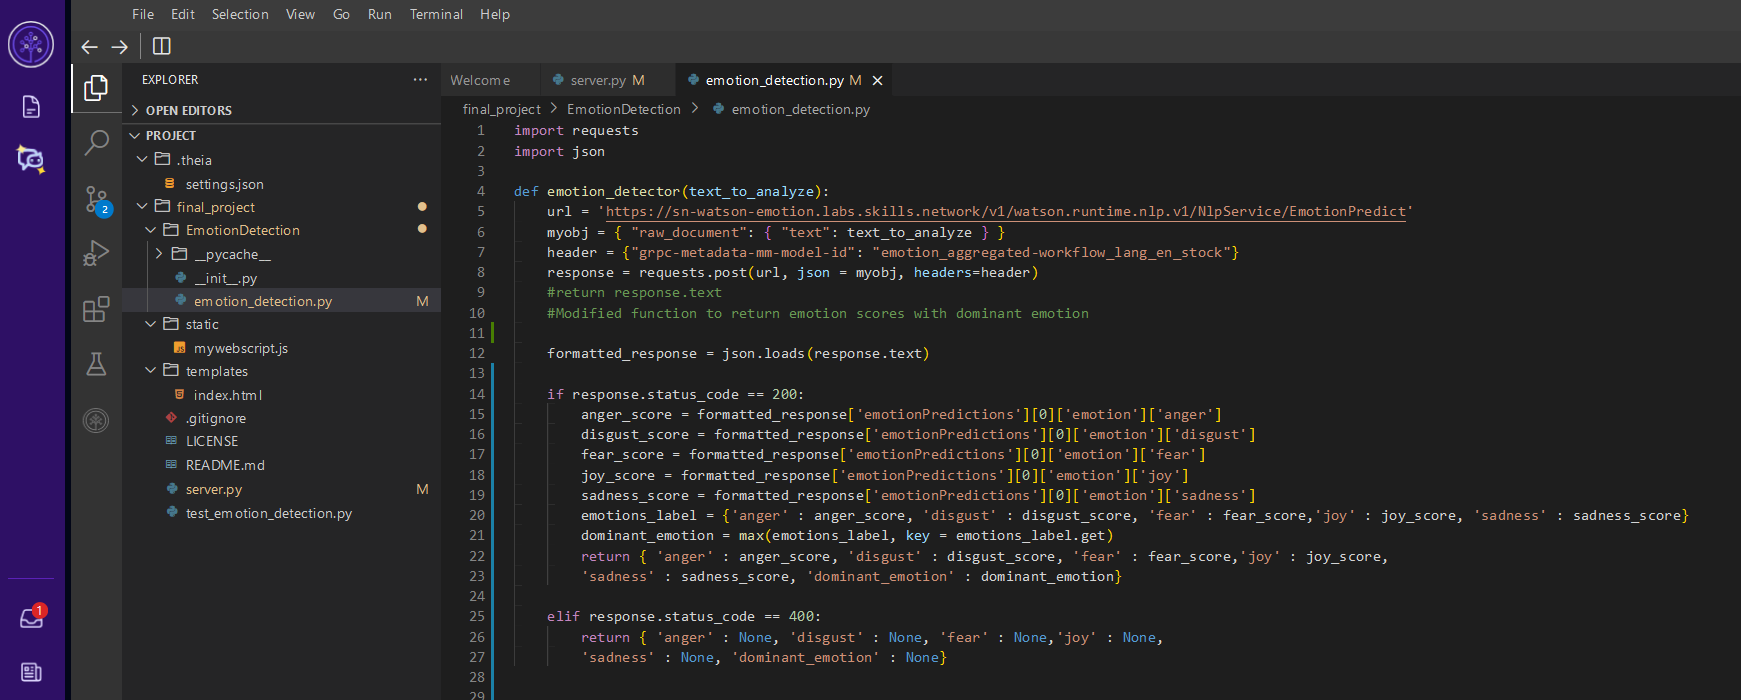 File Edit Selection View Go Run Terminal Help
EXPLORER ...
OPEN EDITORS
PROJECT
.theia
settings.json
final_project
EmotionDetection
__pycache__
__init__.py
emotion_detection.py M
static
mywebscript.js
templates
index.html
.gitignore
LICENSE
README.md
server.py M
test_emotion_detection.py
2
1
Welcome server.py M emotion_detection.py M
final_project > EmotionDetection > emotion_detection.py
1 import requests
2 import json
3
4 def emotion_detector(text_to_analyze):
5 url = 'https://sn-watson-emotion.labs.skills.network/v1/watson.runtime.nlp.v1/NlpService/EmotionPredict'
6 myobj = { "raw_document": { "text": text_to_analyze } }
7 header = {"grpc-metadata-mm-model-id": "emotion_aggregated-workflow_lang_en_stock"}
8 response = requests.post(url, json = myobj, headers=header)
9 #return response.text
10 #Modified function to return emotion scores with dominant emotion
11
12 formatted_response = json.loads(response.text)
13
14 if response.status_code == 200:
15 anger_score = formatted_response['emotionPredictions'][0]['emotion']['anger']
16 disgust_score = formatted_response['emotionPredictions'][0]['emotion']['disgust']
17 fear_score = formatted_response['emotionPredictions'][0]['emotion']['fear']
18 joy_score = formatted_response['emotionPredictions'][0]['emotion']['joy']
19 sadness_score = formatted_response['emotionPredictions'][0]['emotion']['sadness']
20 emotions_label = {'anger' : anger_score, 'disgust' : disgust_score, 'fear' : fear_score,'joy' : joy_score, 'sadness' : sadness_score}
21 dominant_emotion = max(emotions_label, key = emotions_label.get)
22 return { 'anger' : anger_score, 'disgust' : disgust_score, 'fear' : fear_score,'joy' : joy_score,
23 'sadness' : sadness_score, 'dominant_emotion' : dominant_emotion}
24
25 elif response.status_code == 400:
26 return { 'anger' : None, 'disgust' : None, 'fear' : None,'joy' : None,
27 'sadness' : None, 'dominant_emotion' : None}
28
29